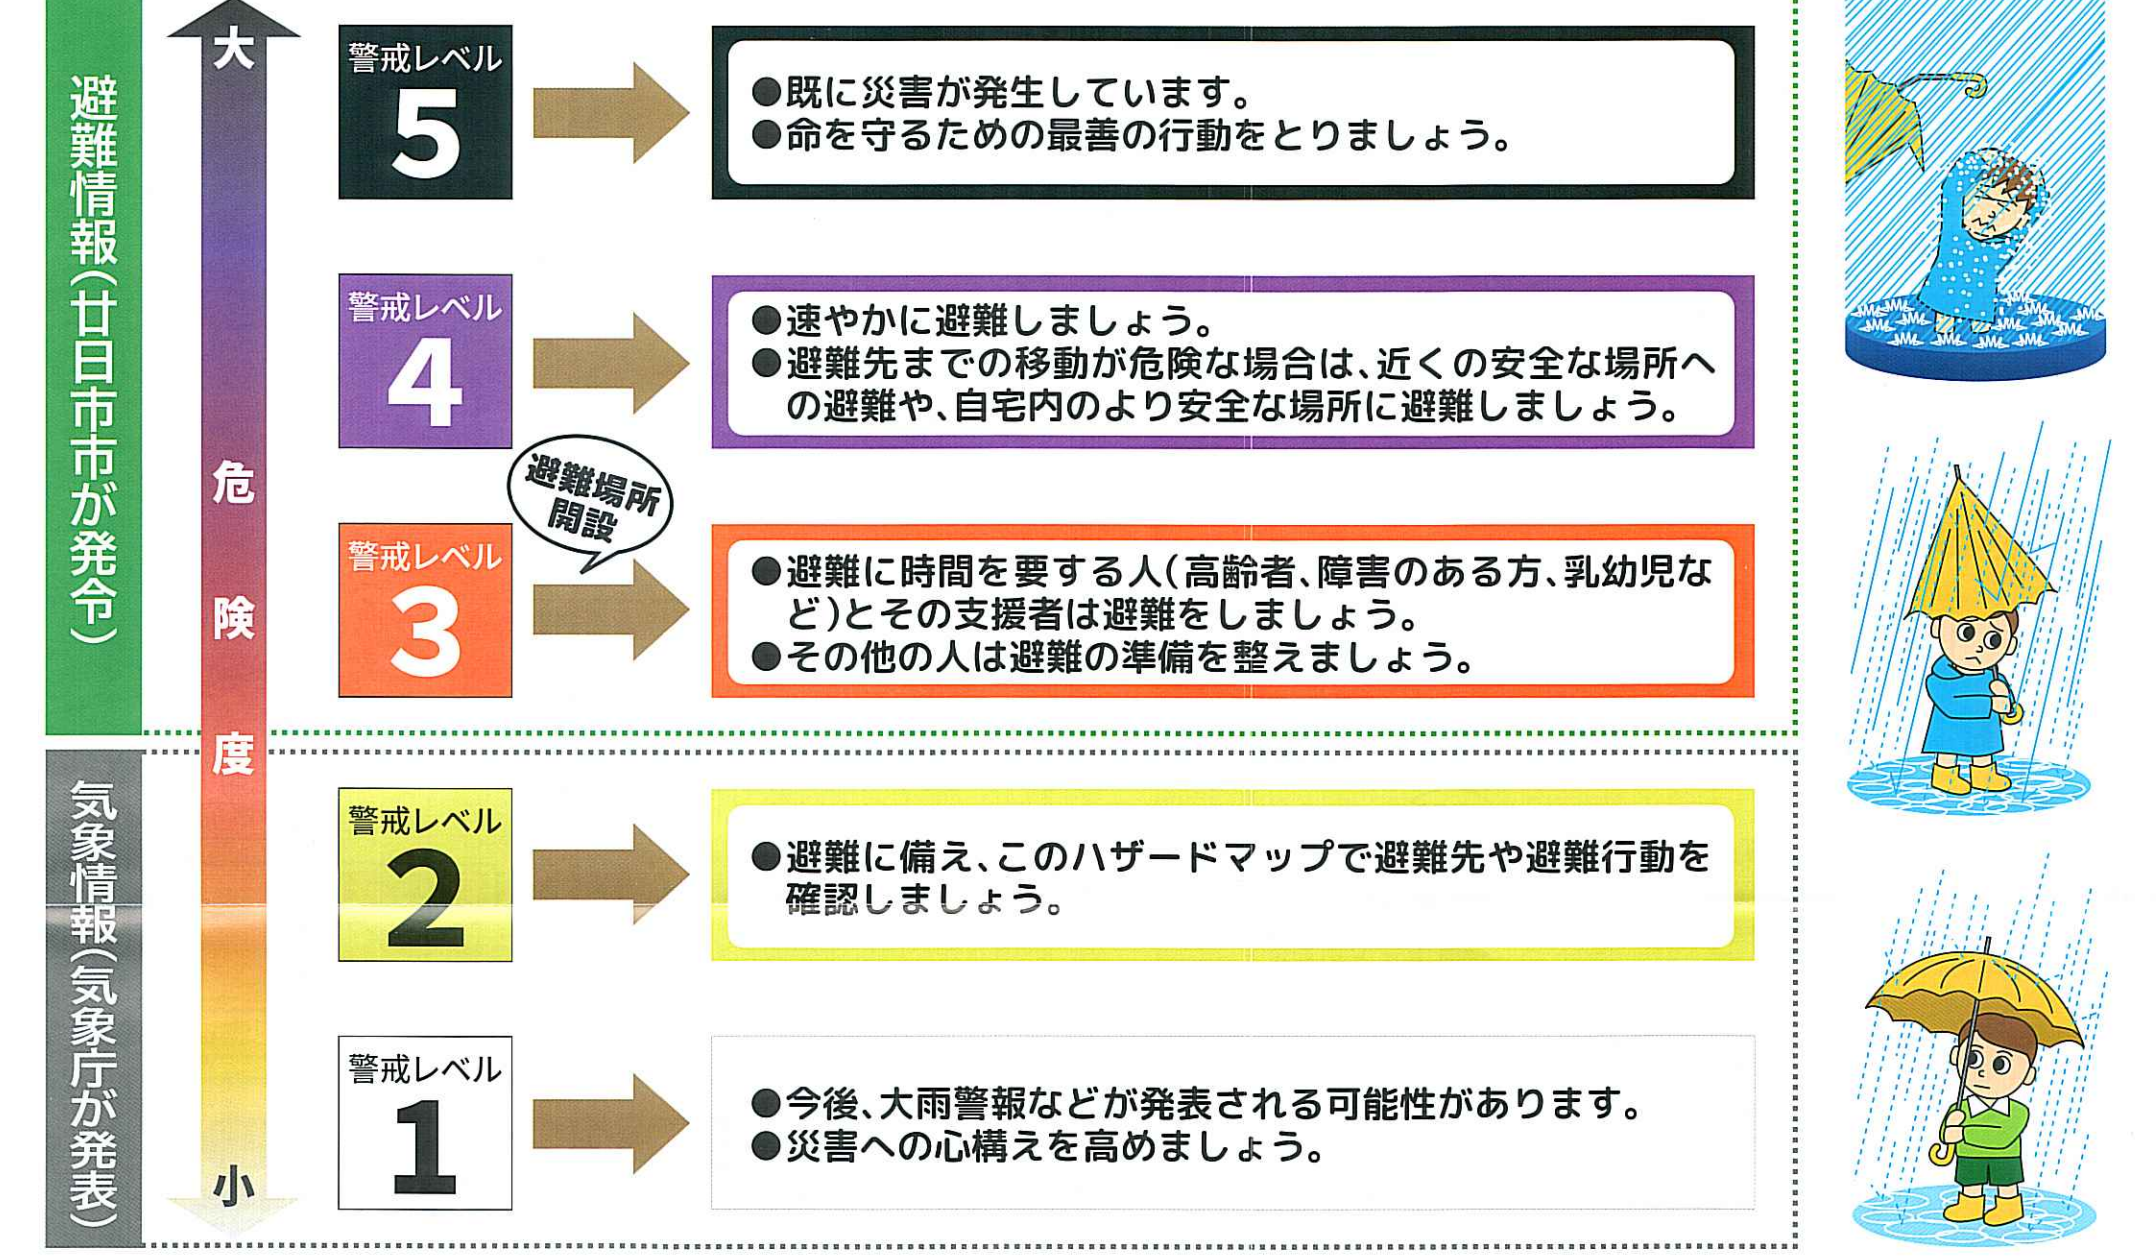 避難情報(廿日市市が発令)
大
危
険
度
小
警戒レベル
5
●既に災害が発生しています。
●命を守るための最善の行動をとりましょう。
警戒レベル
4
●速やかに避難しましょう。
●避難先までの移動が危険な場合は、近くの安全な場所へ
の避難や、自宅内のより安全な場所に避難しましょう。
避難場所
開設
警戒レベル
3
●避難に時間を要する人(高齢者、障害のある方、乳幼児な
ど)とその支援者は避難をしましょう。
●その他の人は避難の準備を整えましょう。
気象情報(気象庁が発表)
警戒レベル
2
●避難に備え、このハザードマップで避難先や避難行動を
確認しましょう。
警戒レベル
1
●今後、大雨警報などが発表される可能性があります。
●災害への心構えを高めましょう。